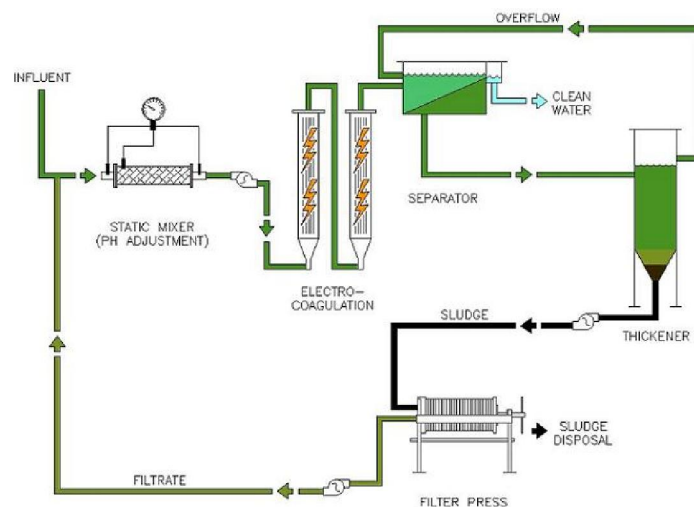 OVERFLOW
INFLUENT
CLEAN
WATER
STATIC MIXER
(PH ADJUSTMENT)
SEPARATOR
ELECTRO-
COAGULATION
SLUDGE
THICKENER
SLUDGE
DISPOSAL
FILTRATE
FILTER PRESS